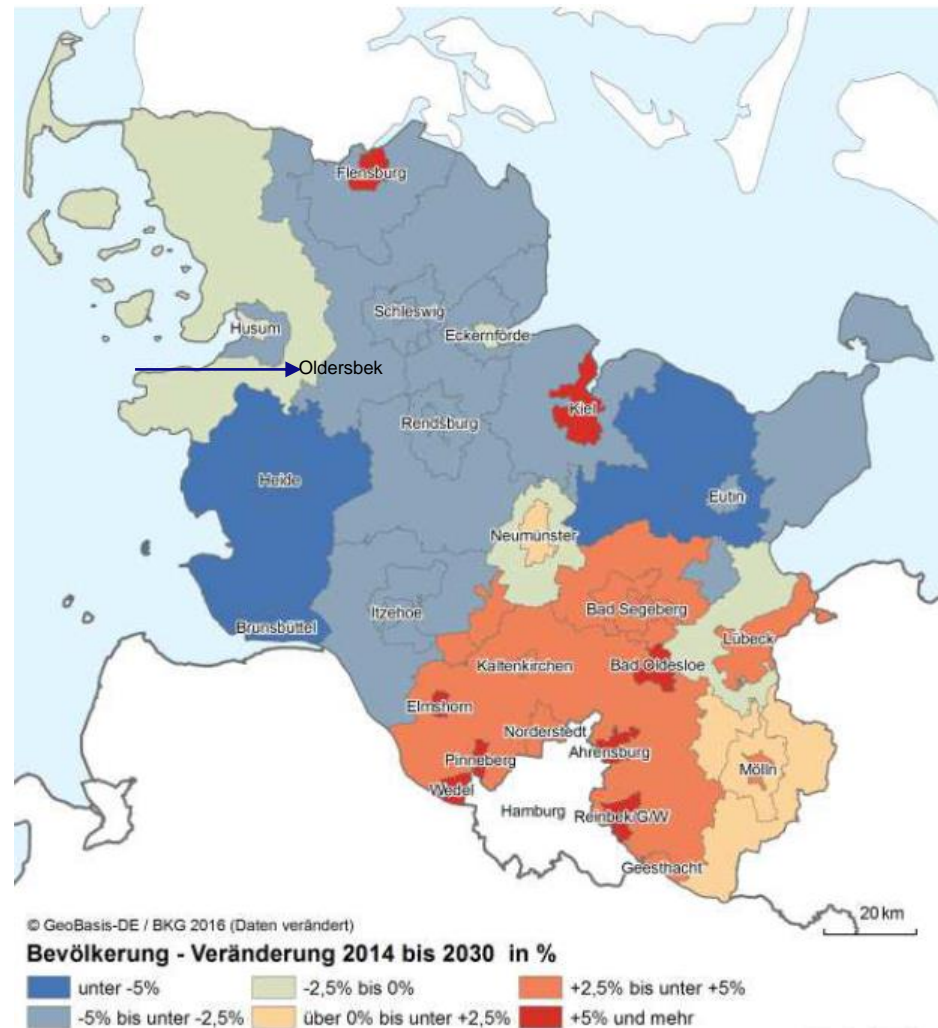 Flensburg
Schleswig
Husum
Eckernförde
Oldersbek
Kiel
Rendsburg
Heide
Eutin
Neumünster
Itzehoe
Bad Segeberg
Brunsbüttel
Lübeck
Kaltenkirchen
Bad Oldesloe
Elmshorn
Norderstedt
Ahrensburg
Pinneberg
Mölln
Wedel
Hamburg
Reinbek/G/W
Geesthacht
20 km
© GeoBasis-DE / BKG 2016 (Daten verändert)
Bevölkerung - Veränderung 2014 bis 2030 in %
unter -5%
-2,5% bis 0%
+2,5% bis unter +5%
-5% bis unter -2,5%
über 0% bis unter +2,5%
+5% und mehr